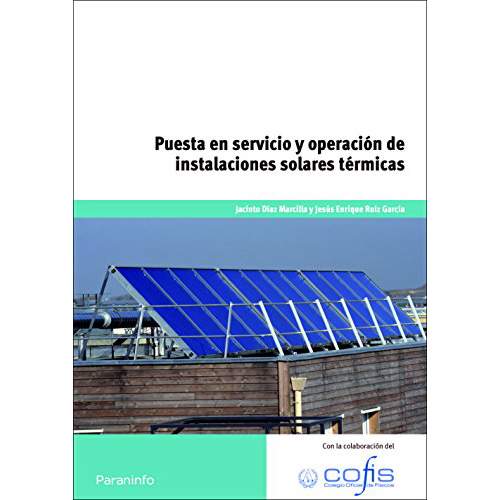 Puesta en servicio y operación de
instalaciones solares térmicas
Jacinto Díaz Marcilla y Jesús Enrique Ruiz García
Con la colaboración del
Paraninfo
cofis
Colegio Oficial de Físicos